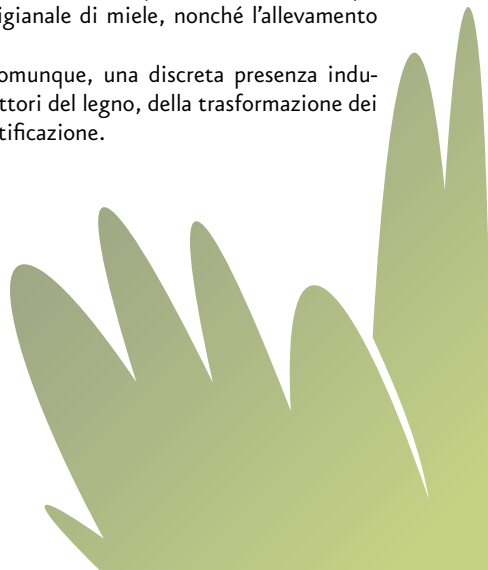 igianale di miele, nonché l’allevamento
omunque, una discreta presenza indu-
ttori del legno, della trasformazione dei
tificazione.